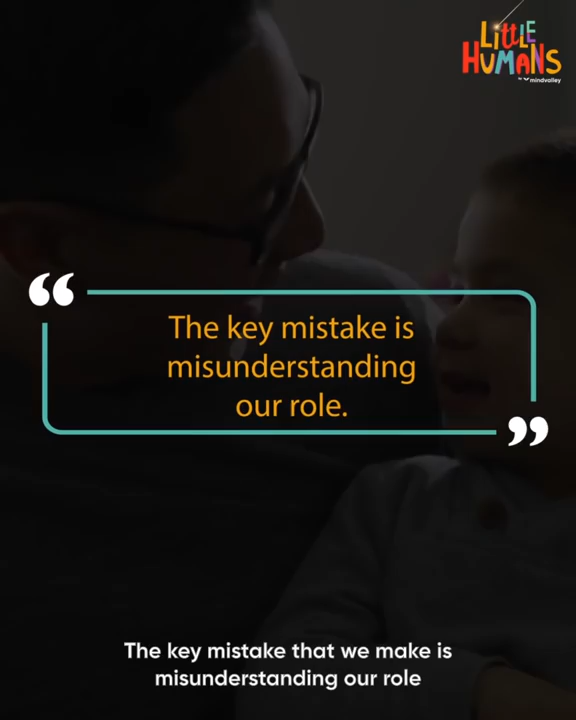 LittLE
HUMANS
by mindvalley
“
The key mistake is
misunderstanding
our role.
”
The key mistake that we make is
misunderstanding our role